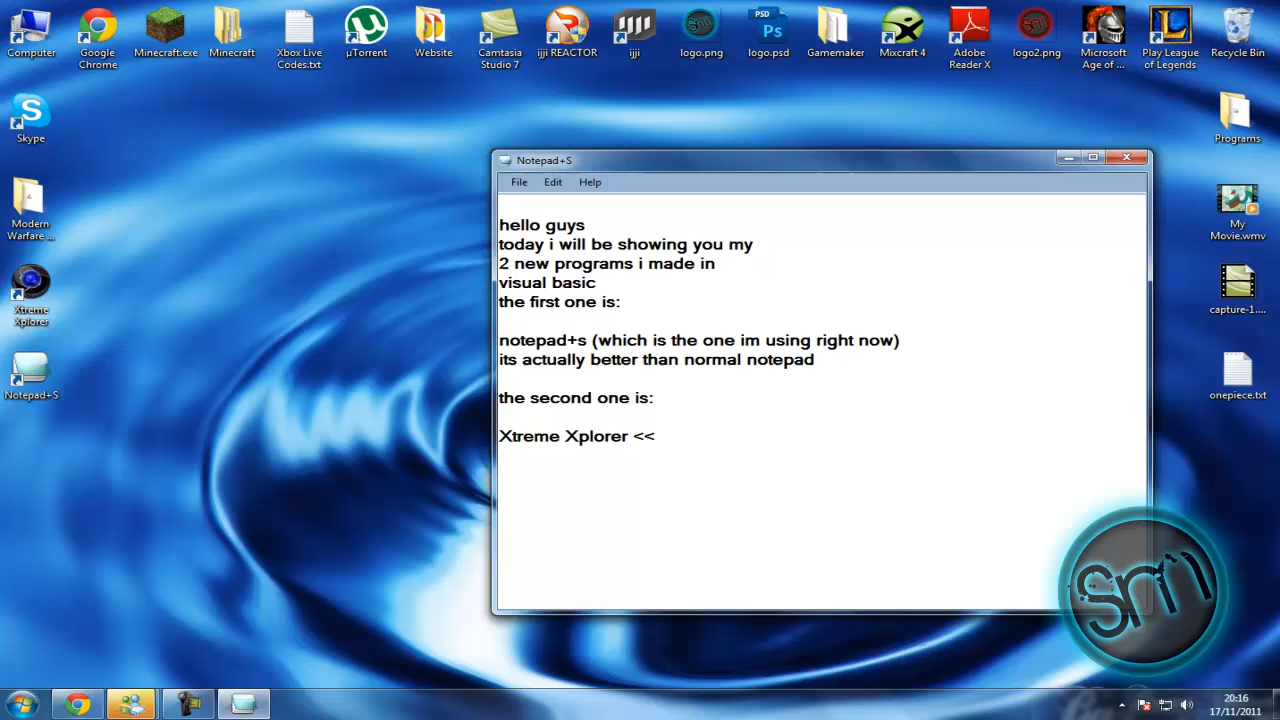 Computer
Google Chrome
Minecraft.exe
Minecraft
Xbox Live Codes.txt
µTorrent
Website
Camtasia Studio 7
ijji REACTOR
ijji
logo.png
PSD
Ps
logo.psd
Gamemaker
Mixcraft 4
Adobe Reader X
logo2.png
Microsoft Age of ...
Play League of Legends
Recycle Bin
Skype
Programs
Modern Warfare ...
My Movie.wmv
Xtreme Xplorer
capture-1....
Notepad+S
onepiece.txt
Notepad+S
File Edit Help
hello guys
today i will be showing you my
2 new programs i made in
visual basic
the first one is:
notepad+s (which is the one im using right now)
its actually better than normal notepad
the second one is:
Xtreme Xplorer <<
sm
20:16
17/11/2011